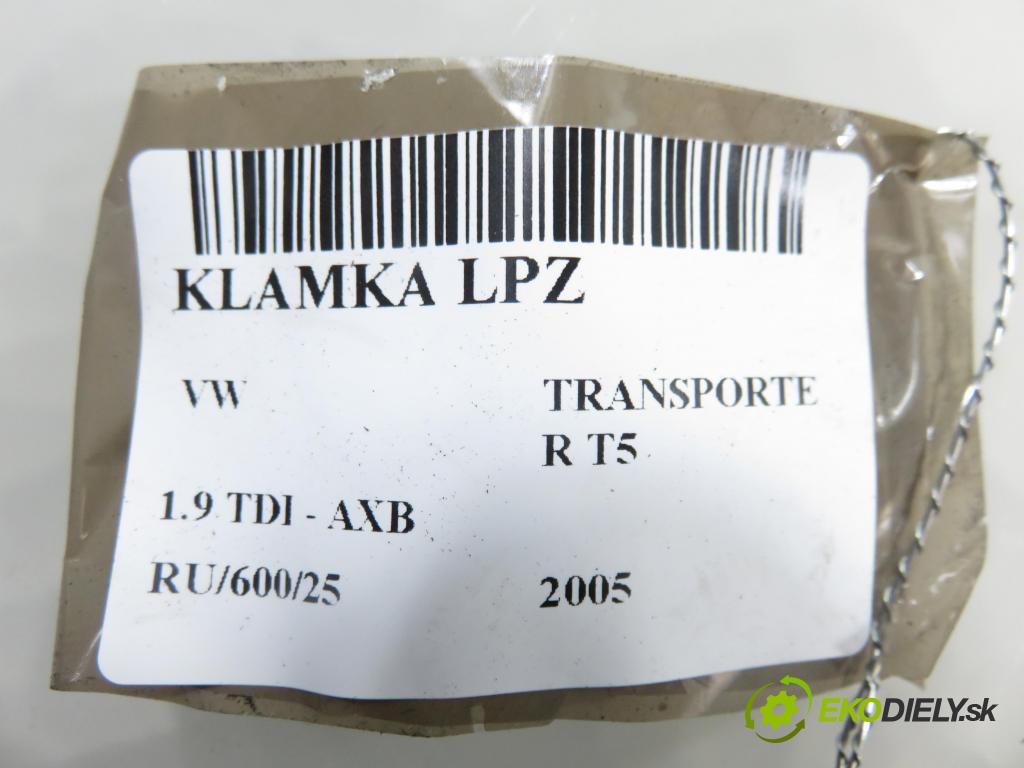 KLAMKA LPZ
VW TRANSPORTE
R T5
1.9 TDI - AXB
RU/600/25 2005
EKODIELY.sk